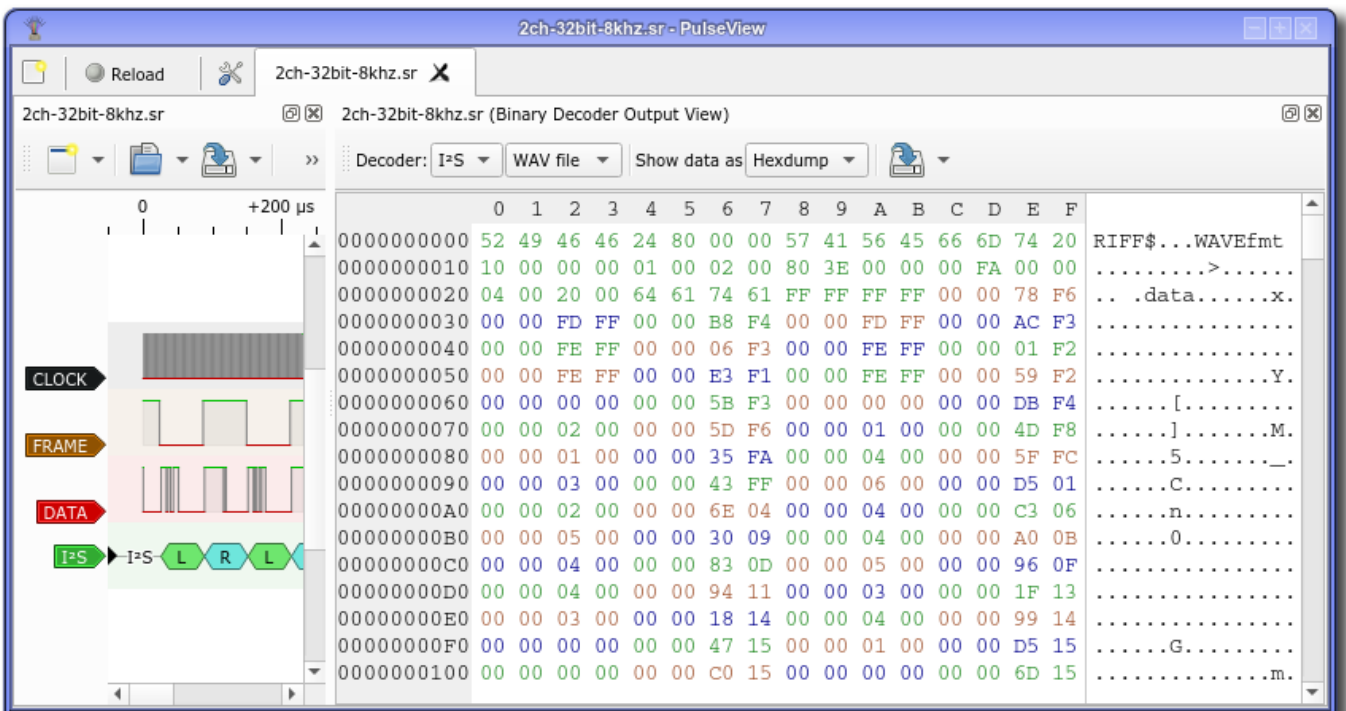 2ch-32bit-8khz.sr - PulseView
Reload
2ch-32bit-8khz.sr
2ch-32bit-8khz.sr
2ch-32bit-8khz.sr (Binary Decoder Output View)
»
Decoder: I²S WAV file Show data as Hexdump
0 +200 µs
CLOCK
FRAME
DATA
I²S I²S L R L
0 1 2 3 4 5 6 7 8 9 A B C D E F
0000000000 52 49 46 46 24 80 00 00 57 41 56 45 66 6D 74 20 RIFF$...WAVEfmt
0000000010 10 00 00 00 01 00 02 00 80 3E 00 00 00 FA 00 00 .........>......
0000000020 04 00 20 00 64 61 74 61 FF FF FF FF 00 00 78 F6 .. .data......x.
0000000030 00 00 FD FF 00 00 B8 F4 00 00 FD FF 00 00 AC F3 ................
0000000040 00 00 FE FF 00 00 06 F3 00 00 FE FF 00 00 01 F2 ................
0000000050 00 00 FE FF 00 00 E3 F1 00 00 FE FF 00 00 59 F2 ..............Y.
0000000060 00 00 00 00 00 00 5B F3 00 00 00 00 00 00 DB F4 ......[.........
0000000070 00 00 02 00 00 00 5D F6 00 00 01 00 00 00 4D F8 ......].......M.
0000000080 00 00 01 00 00 00 35 FA 00 00 04 00 00 00 5F FC ......5......._.
0000000090 00 00 03 00 00 00 43 FF 00 00 06 00 00 00 D5 01 ......C.........
00000000A0 00 00 02 00 00 00 6E 04 00 00 04 00 00 00 C3 06 ......n.........
00000000B0 00 00 05 00 00 00 30 09 00 00 04 00 00 00 A0 0B ......0.........
00000000C0 00 00 04 00 00 00 83 0D 00 00 05 00 00 00 96 0F ................
00000000D0 00 00 04 00 00 00 94 11 00 00 03 00 00 00 1F 13 ................
00000000E0 00 00 03 00 00 00 18 14 00 00 04 00 00 00 99 14 ................
00000000F0 00 00 00 00 00 00 47 15 00 00 01 00 00 00 D5 15 ......G.........
0000000100 00 00 00 00 00 00 C0 15 00 00 00 00 00 00 6D 15 ..............m.